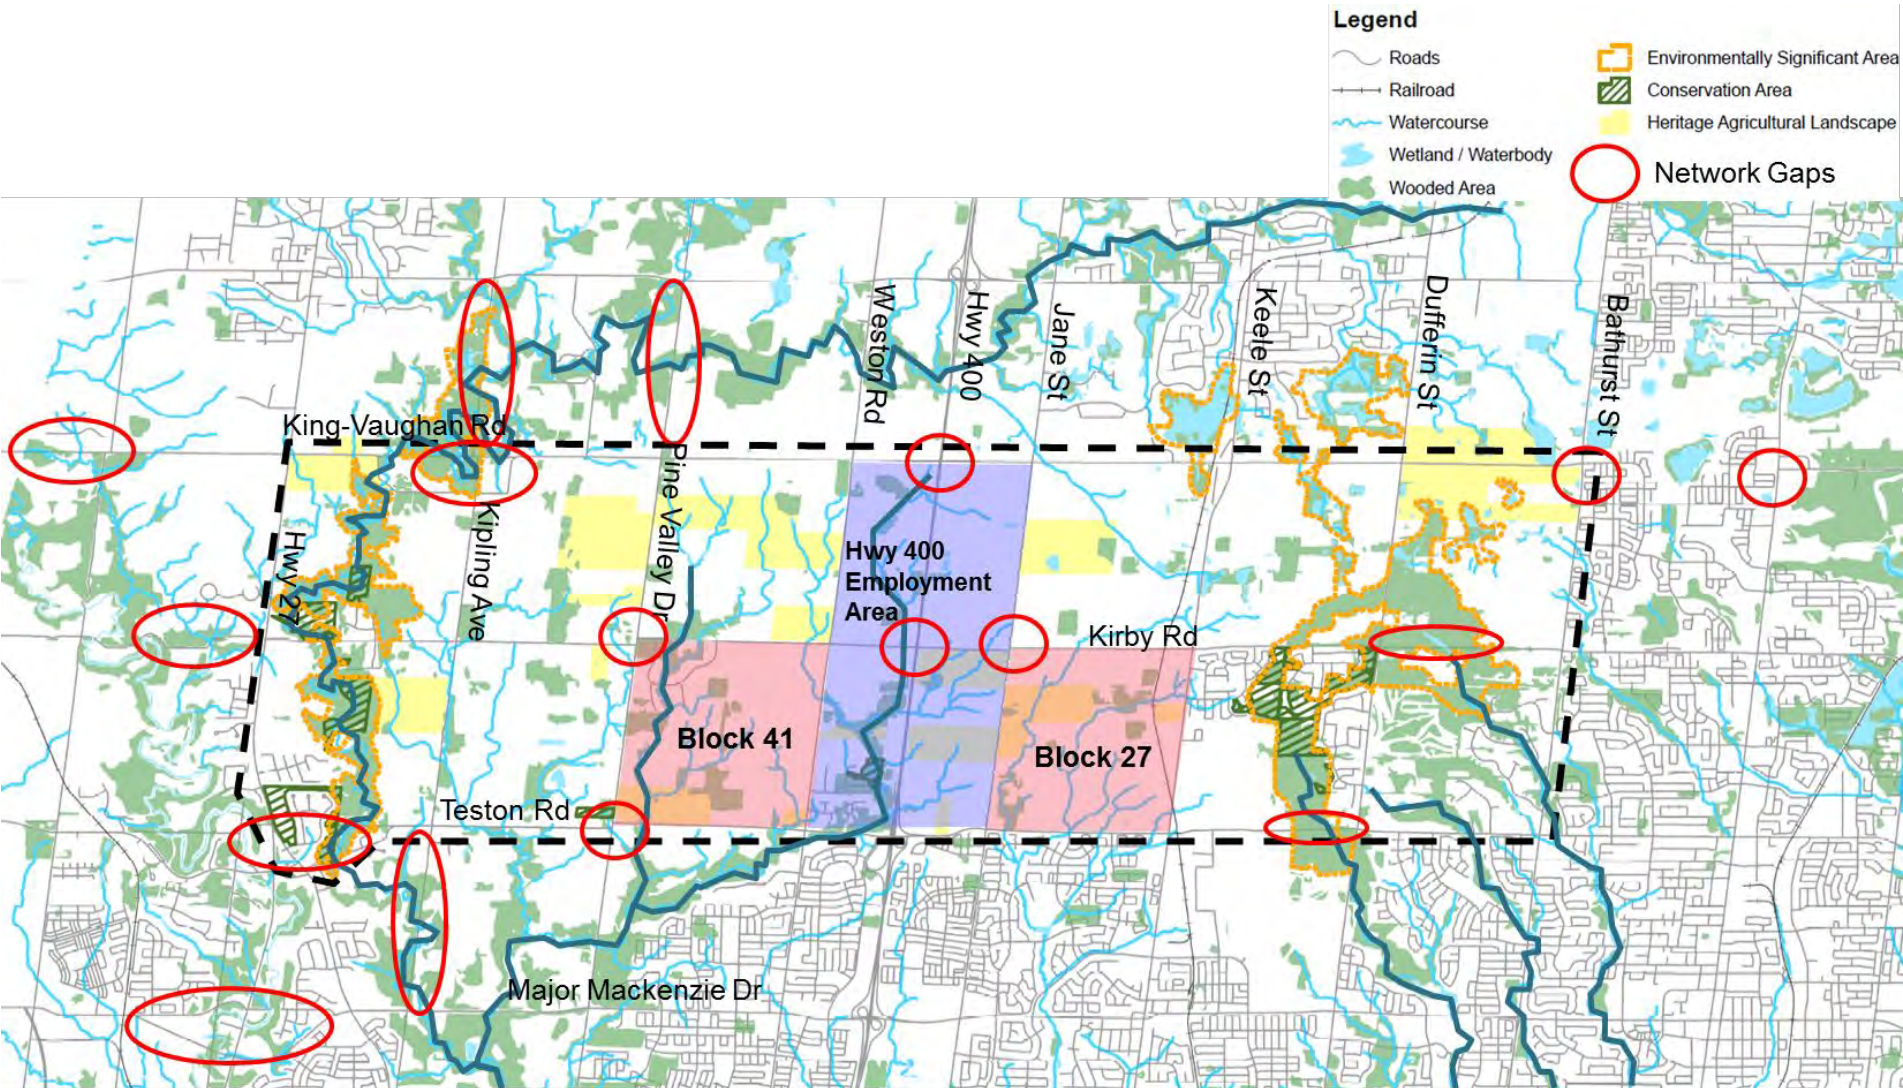 Legend
Roads
Railroad
Watercourse
Wetland / Waterbody
Wooded Area
Environmentally Significant Area
Conservation Area
Heritage Agricultural Landscape
Network Gaps
King-Vaughan Rd
Hwy 27
Kipling Ave
Pine Valley Dr
Weston Rd
Hwy 400
Jane St
Keele St
Dufferin St
Bathurst St
Hwy 400
Employment
Area
Kirby Rd
Block 41
Block 27
Teston Rd
Major Mackenzie Dr